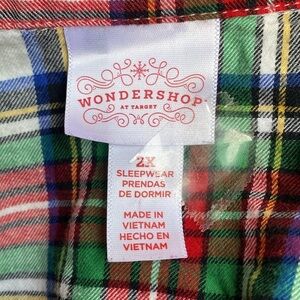 WONDERSHOP
AT TARGET
2X
SLEEPWEAR
PRENDAS
DE DORMIR
MADE IN
VIETNAM
HECHO EN
VIETNAM